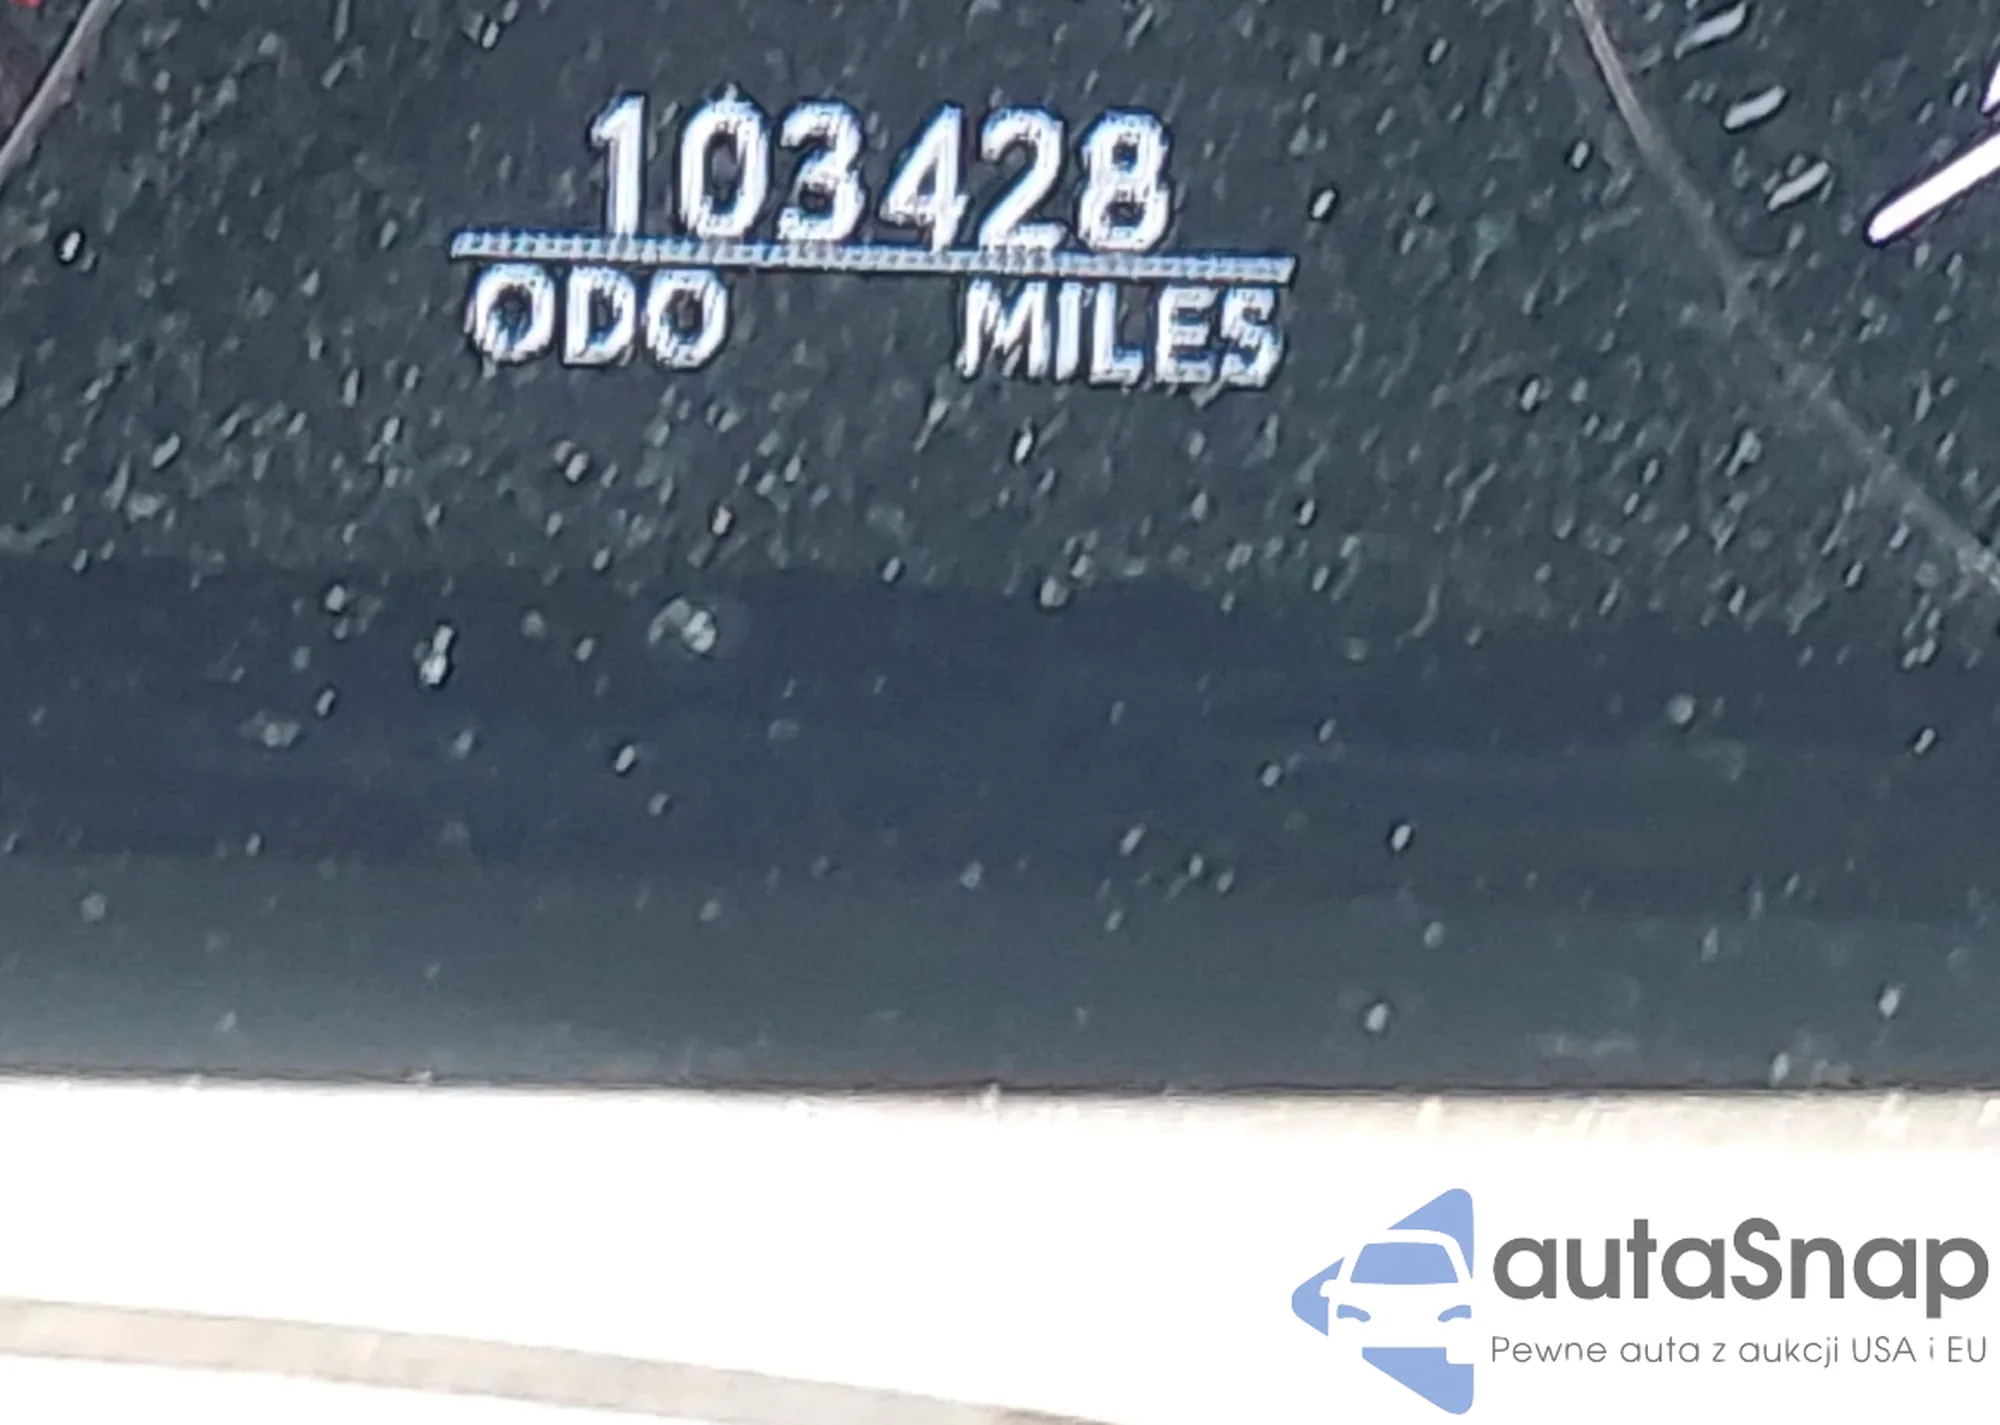 103428
ODO MILES
autaSnap
Pewne auta z aukcji USA i EU